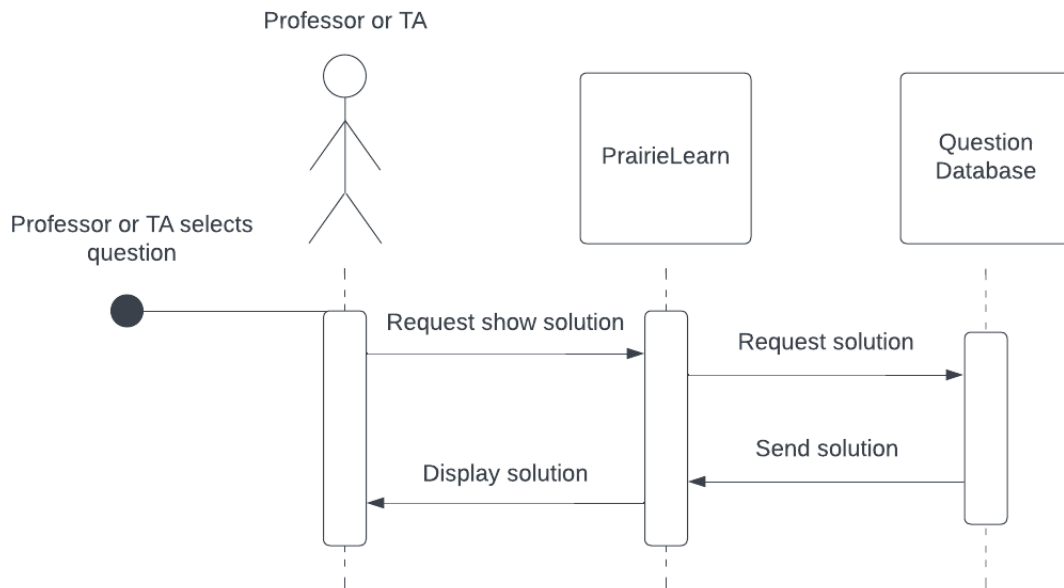 Professor or TA
PrairieLearn
Question
Database
Professor or TA selects
question
Request show solution
Request solution
Send solution
Display solution